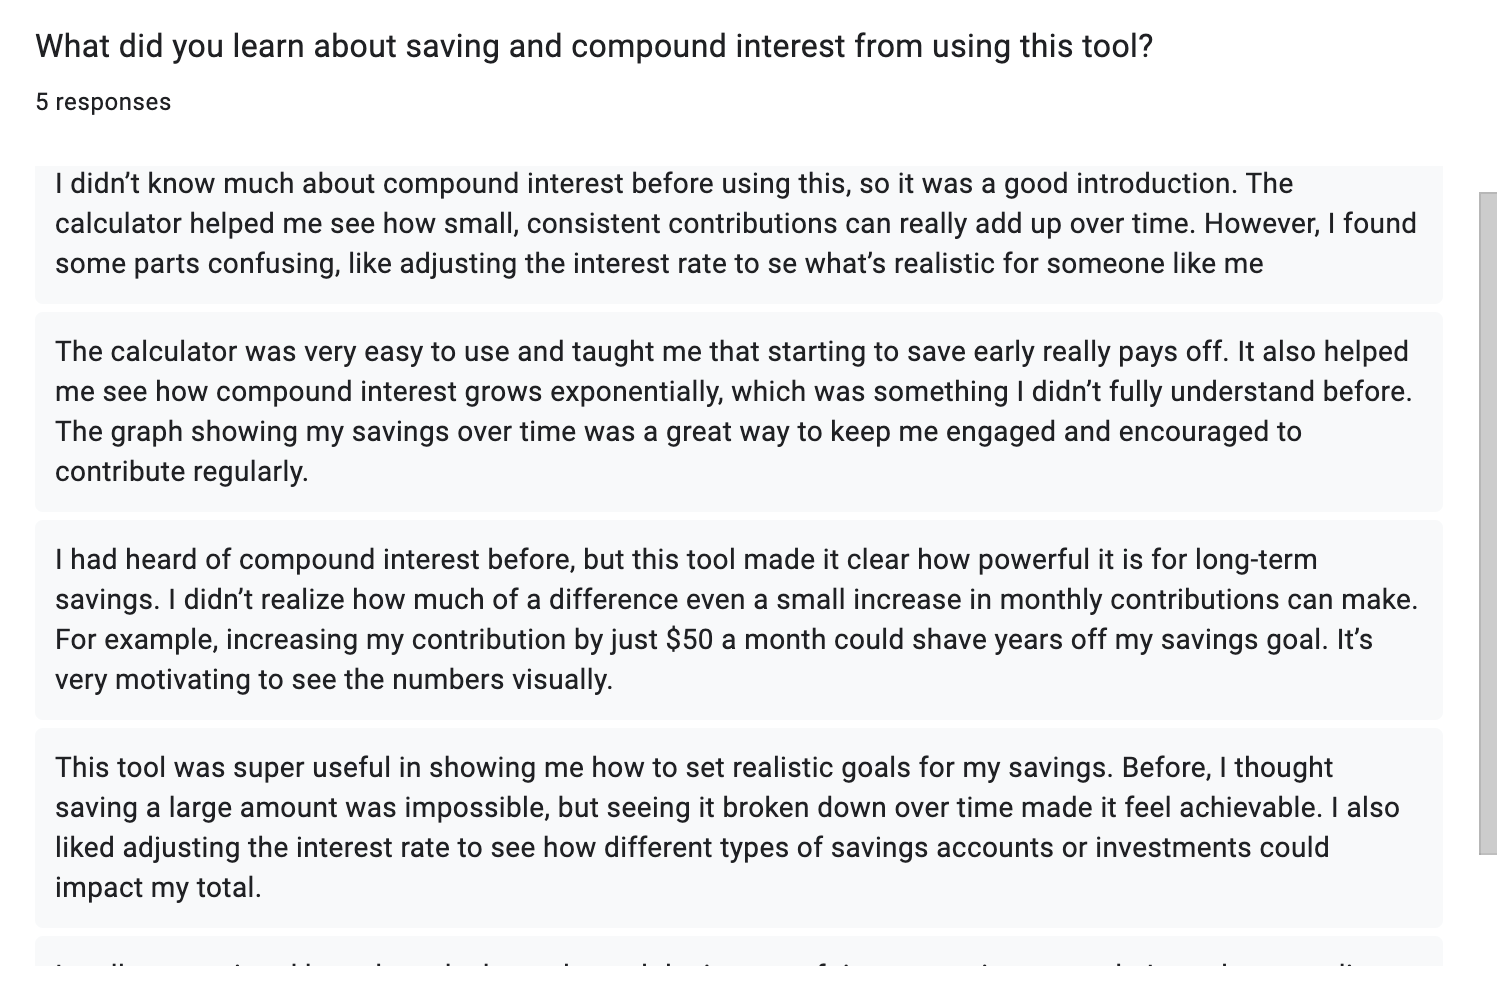 What did you learn about saving and compound interest from using this tool?
5 responses
I didn’t know much about compound interest before using this, so it was a good introduction. The
calculator helped me see how small, consistent contributions can really add up over time. However, I found
some parts confusing, like adjusting the interest rate to se what’s realistic for someone like me
The calculator was very easy to use and taught me that starting to save early really pays off. It also helped
me see how compound interest grows exponentially, which was something I didn’t fully understand before.
The graph showing my savings over time was a great way to keep me engaged and encouraged to
contribute regularly.
I had heard of compound interest before, but this tool made it clear how powerful it is for long-term
savings. I didn’t realize how much of a difference even a small increase in monthly contributions can make.
For example, increasing my contribution by just $50 a month could shave years off my savings goal. It’s
very motivating to see the numbers visually.
This tool was super useful in showing me how to set realistic goals for my savings. Before, I thought
saving a large amount was impossible, but seeing it broken down over time made it feel achievable. I also
liked adjusting the interest rate to see how different types of savings accounts or investments could
impact my total.